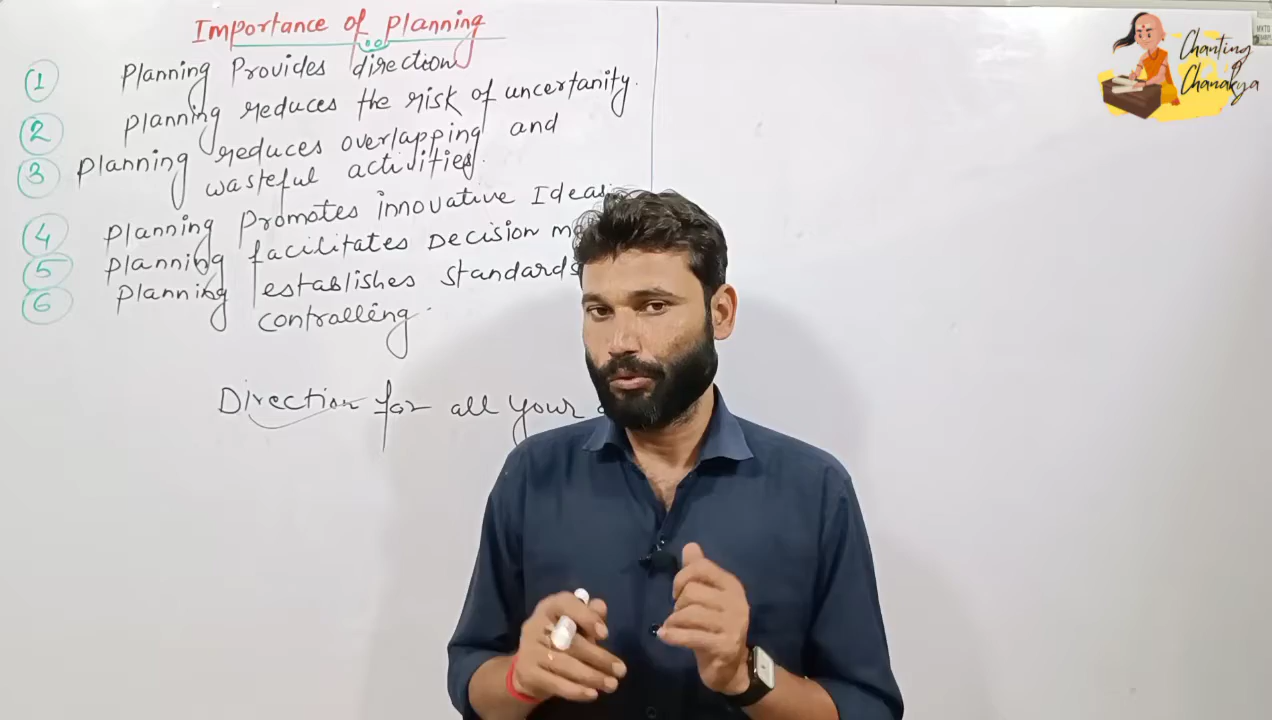 Importance of planning
1 planning Provides direction
2 planning reduces the risk of uncertanity.
3 planning reduces overlapping and
wasteful activities.
4 planning Promotes innovative Ideas
5 planning facilitates Decision
6 planning establishes standards
contralling.
Direction for all your
Chanting
Chanakya